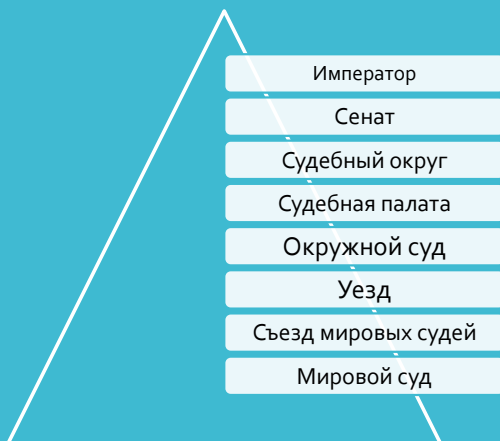 Император
Сенат
Судебный округ
Судебная палата
Окружной суд
Уезд
Съезд мировых судей
Мировой суд